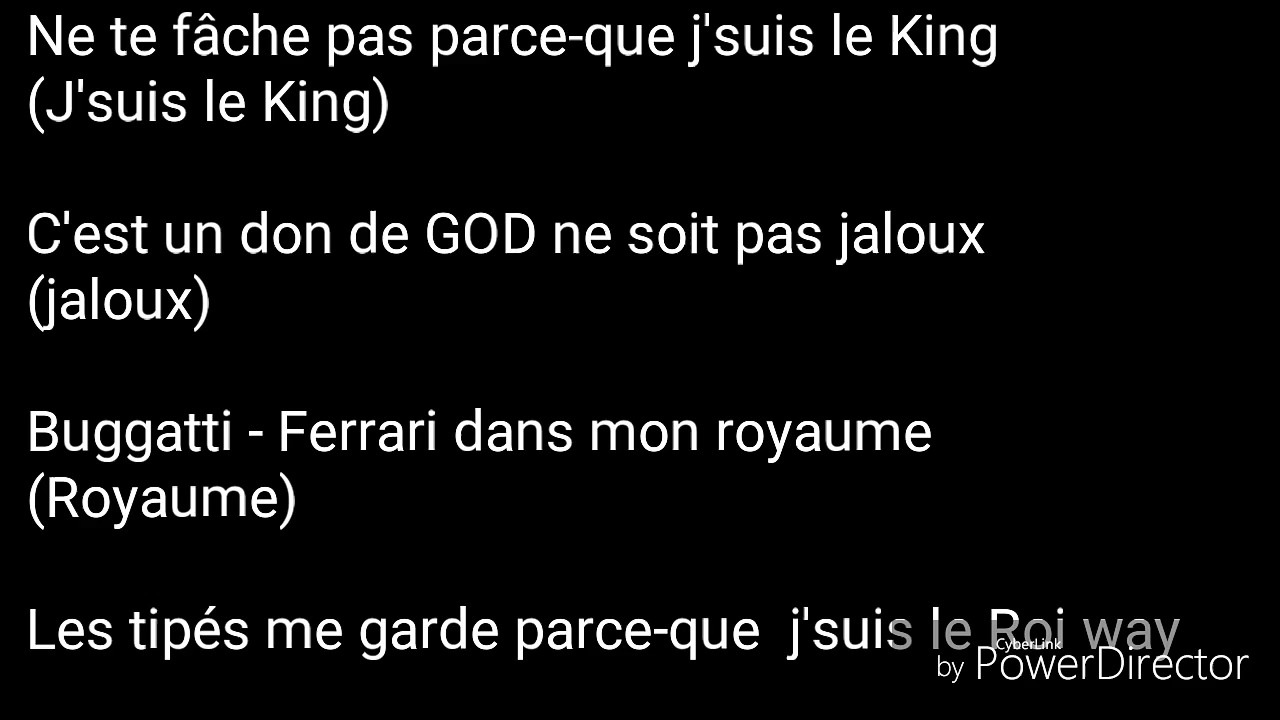 Ne te fâche pas parce-que j'suis le King
(J'suis le King)
C'est un don de GOD ne soit pas jaloux
(jaloux)
Buggatti - Ferrari dans mon royaume
(Royaume)
Les tipés me garde parce-que  j'suis le Roi way
CyberLink
by PowerDirector